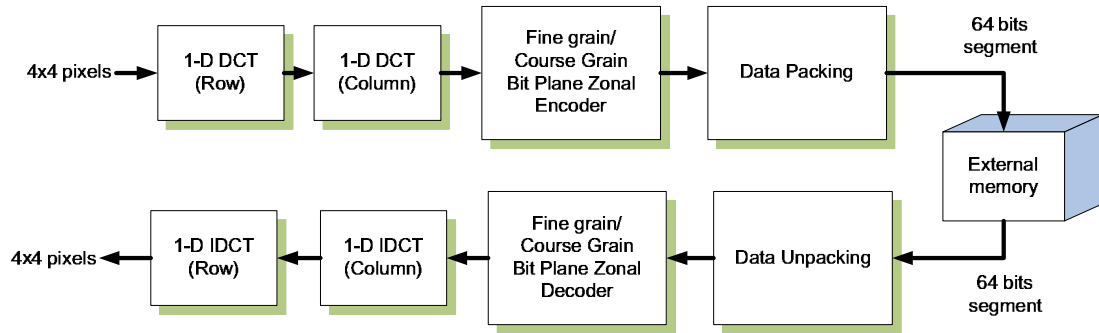 4x4 pixels
1-D DCT
(Row)
1-D DCT
(Column)
Fine grain/
Course Grain
Bit Plane Zonal
Encoder
Data Packing
64 bits
segment
External
memory
4x4 pixels
1-D IDCT
(Row)
1-D IDCT
(Column)
Fine grain/
Course Grain
Bit Plane Zonal
Decoder
Data Unpacking
64 bits
segment